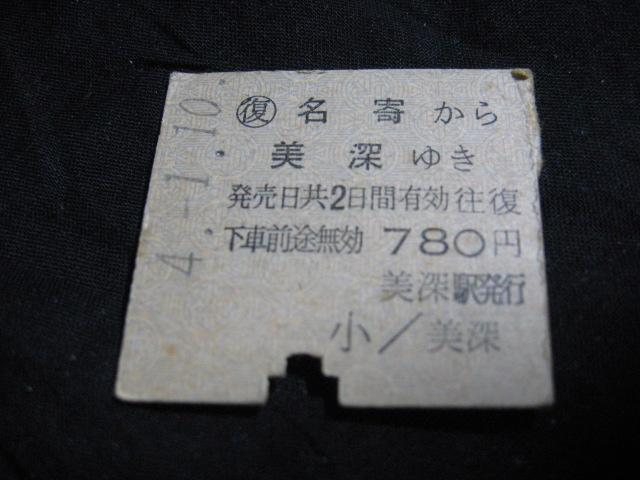 ㊝名寄から
美深ゆき
発売日共2日間有効往復
下車前途無効 780円
美深駅発行
小/美深
4.-1.10.